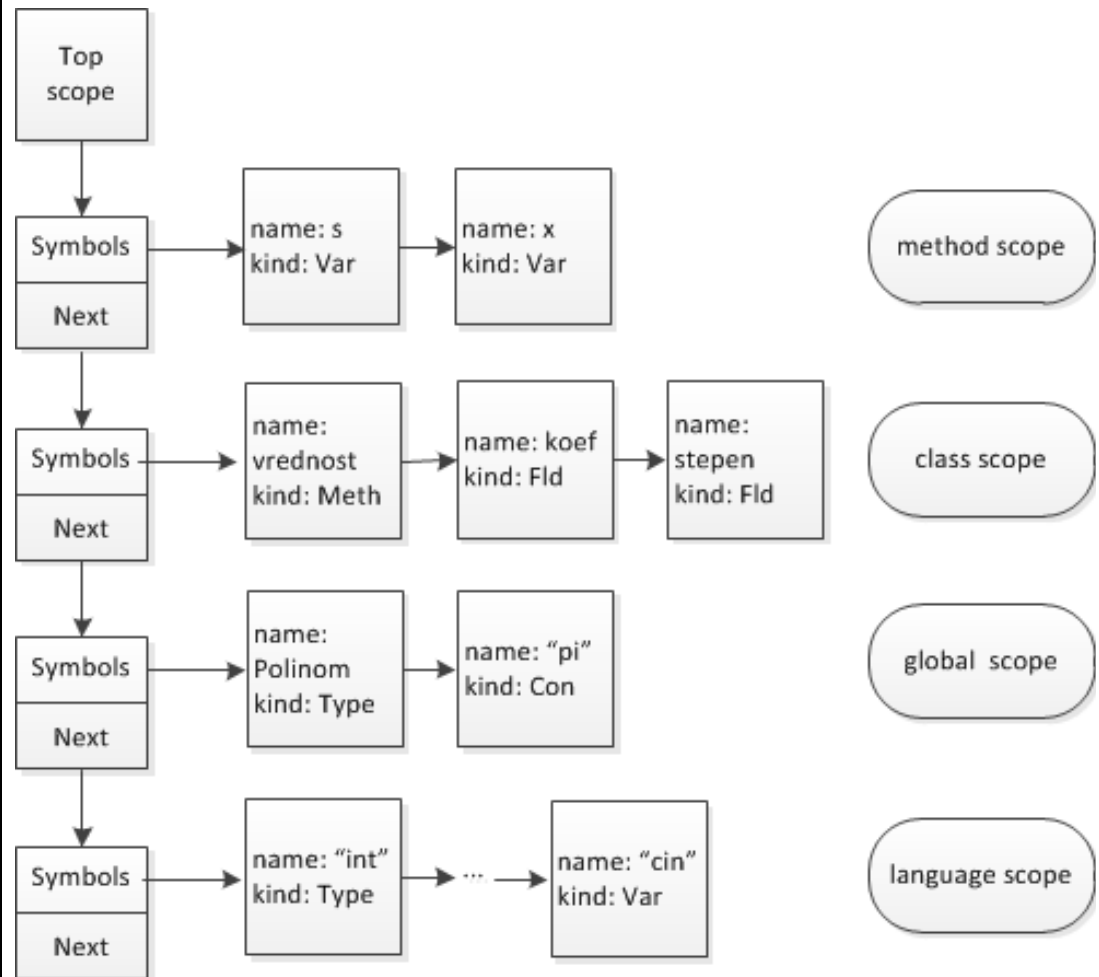 Top
scope
Symbols
Next
name: s
kind: Var
name: x
kind: Var
method scope
Symbols
Next
name:
vrednost
kind: Meth
name: koef
kind: Fld
name:
stepen
kind: Fld
class scope
Symbols
Next
name:
Polinom
kind: Type
name: “pi”
kind: Con
global scope
Symbols
Next
name: “int”
kind: Type
...
name: “cin”
kind: Var
language scope